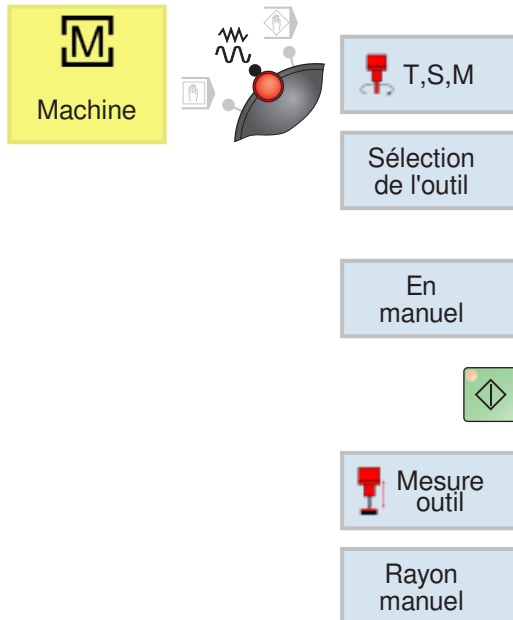 M
Machine
T,S,M
Sélection
de l'outil
En
manuel
Mesure
outil
Rayon
manuel